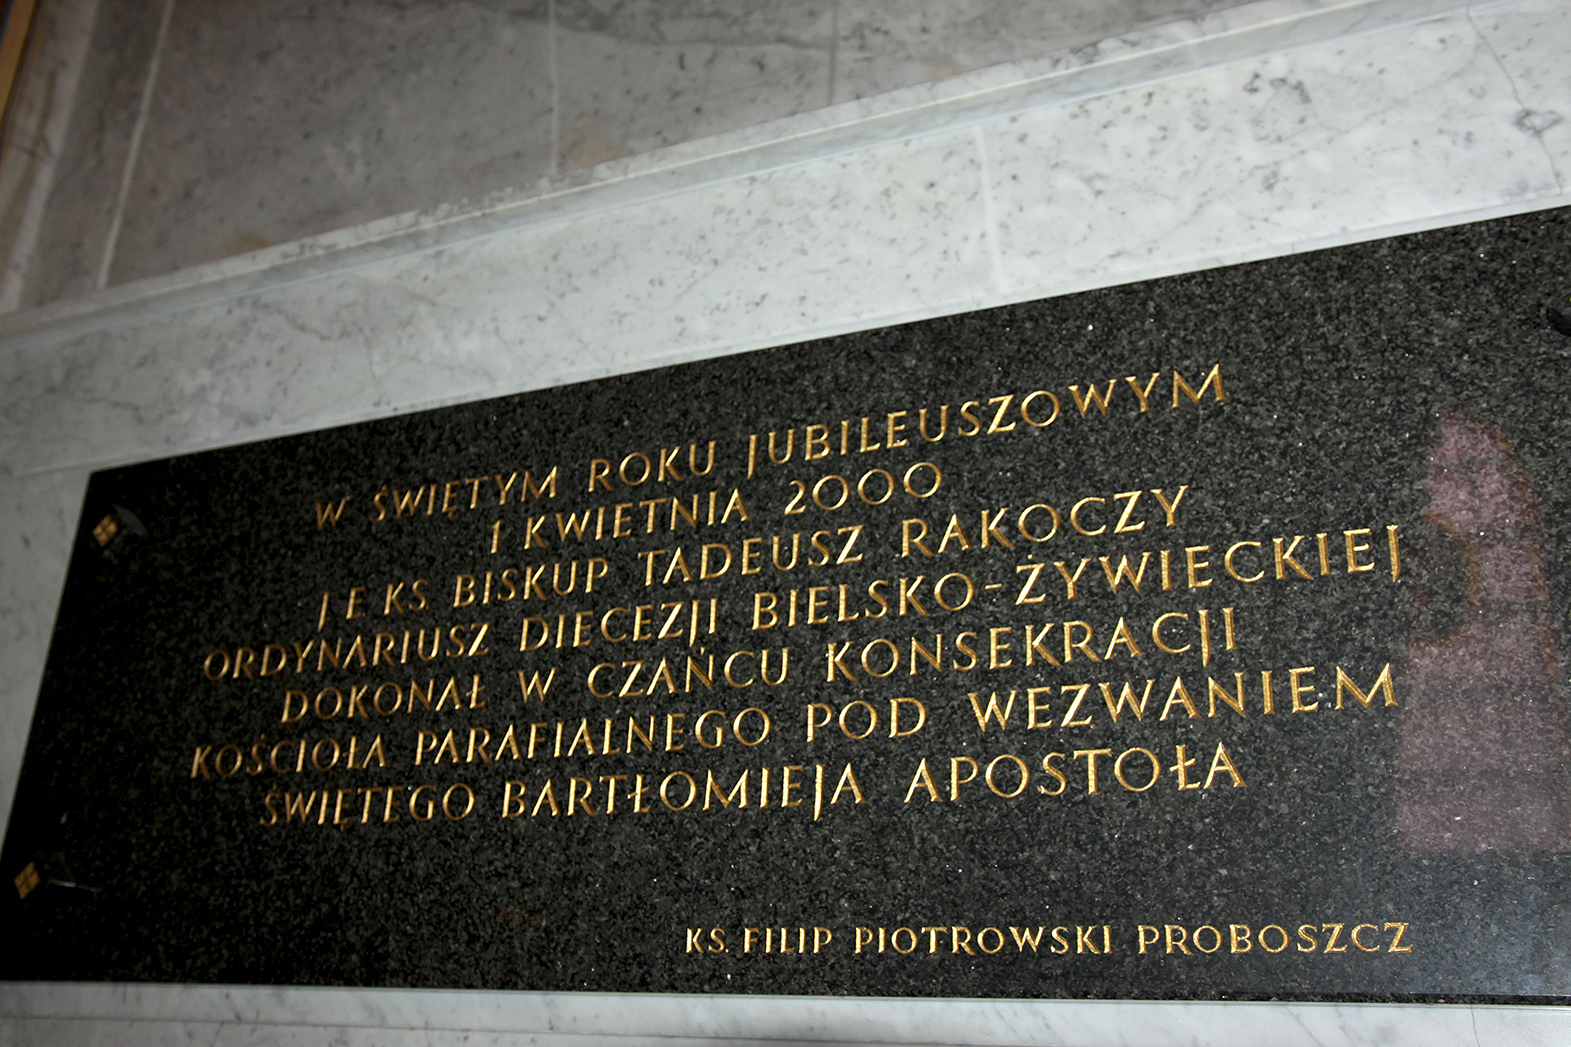 W ŚWIĘTYM ROKU JUBILEUSZOWYM
1 KWIETNIA 2000
J E KS BISKUP TADEUSZ RAKOCZY
ORDYNARIUSZ DIECEZJI BIELSKO-ŻYWIECKIEJ
DOKONAŁ W CZAŃCU KONSEKRACJI
KOŚCIOŁA PARAFIALNEGO POD WEZWANIEM
ŚWIĘTEGO BARTŁOMIEJA APOSTOŁA
KS. FILIP PIOTROWSKI PROBOSZCZ